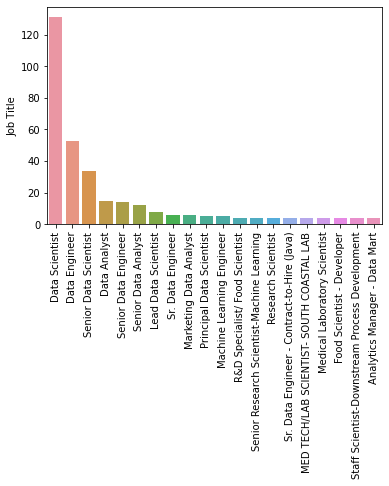 120
100
80
60
40
20
0
Job Title
Data Scientist
Data Engineer
Senior Data Scientist
Data Analyst
Senior Data Engineer
Senior Data Analyst
Lead Data Scientist
Sr. Data Engineer
Marketing Data Analyst
Principal Data Scientist
Machine Learning Engineer
R&D Specialist/ Food Scientist
Senior Research Scientist-Machine Learning
Research Scientist
Sr. Data Engineer - Contract-to-Hire (Java)
MED TECH/LAB SCIENTIST- SOUTH COASTAL LAB
Medical Laboratory Scientist
Food Scientist - Developer
Staff Scientist-Downstream Process Development
Analytics Manager - Data Mart